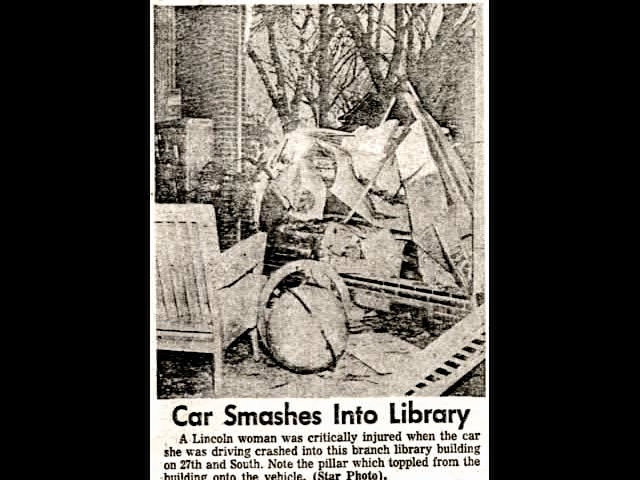 Car Smashes Into Library
A Lincoln woman was critically injured when the car
she was driving crashed into this branch library building
on 27th and South. Note the pillar which toppled from the
building onto the vehicle. (Star Photo).